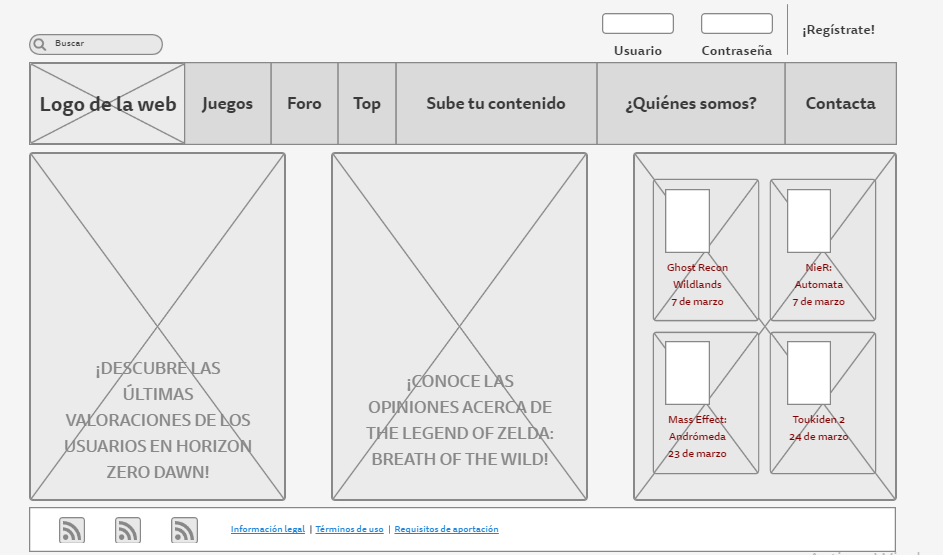 Buscar
Usuario
Contraseña
¡Regístrate!
Logo de la web
Juegos
Foro
Top
Sube tu contenido
¿Quiénes somos?
Contacta
¡DESCUBRE LAS
ÚLTIMAS
VALORACIONES DE LOS
USUARIOS EN HORIZON
ZERO DAWN!
¡CONOCE LAS
OPINIONES ACERCA DE
THE LEGEND OF ZELDA:
BREATH OF THE WILD!
Ghost Recon
Wildlands
7 de marzo
NieR:
Automata
7 de marzo
Mass Effect:
Andrómeda
23 de marzo
Toukiden 2
24 de marzo
Información legal | Términos de uso | Requisitos de aportación